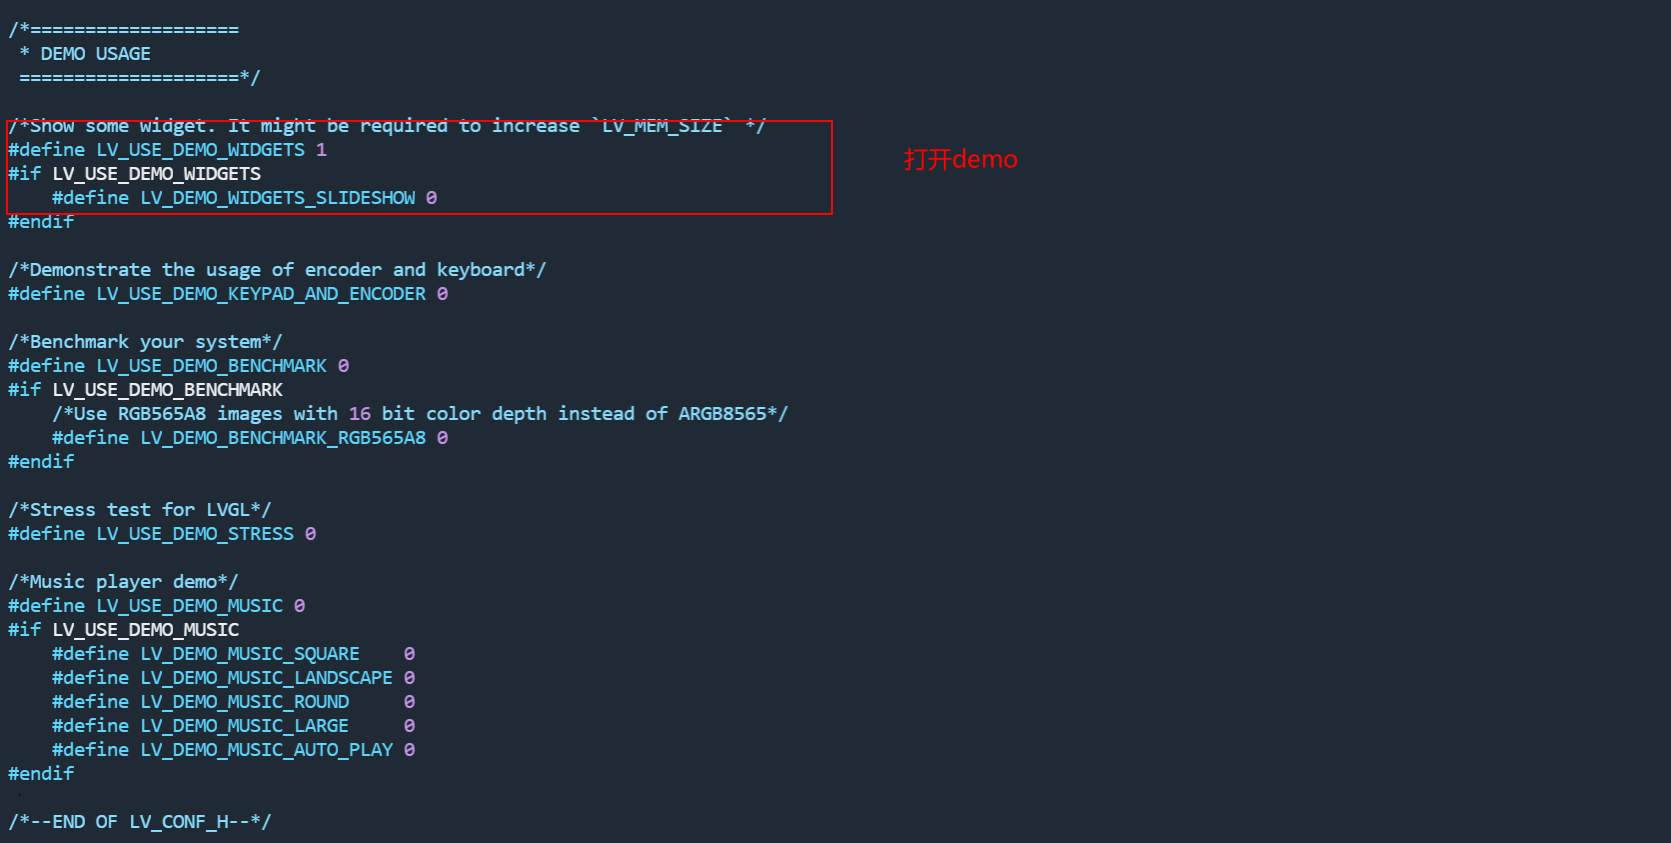 /*===================
 * DEMO USAGE
 ====================*/
/*Show some widget. It might be required to increase `LV_MEM_SIZE` */
#define LV_USE_DEMO_WIDGETS 1
打开demo
#if LV_USE_DEMO_WIDGETS
    #define LV_DEMO_WIDGETS_SLIDESHOW 0
#endif
/*Demonstrate the usage of encoder and keyboard*/
#define LV_USE_DEMO_KEYPAD_AND_ENCODER 0
/*Benchmark your system*/
#define LV_USE_DEMO_BENCHMARK 0
#if LV_USE_DEMO_BENCHMARK
    /*Use RGB565A8 images with 16 bit color depth instead of ARGB8565*/
    #define LV_DEMO_BENCHMARK_RGB565A8 0
#endif
/*Stress test for LVGL*/
#define LV_USE_DEMO_STRESS 0
/*Music player demo*/
#define LV_USE_DEMO_MUSIC 0
#if LV_USE_DEMO_MUSIC
    #define LV_DEMO_MUSIC_SQUARE    0
    #define LV_DEMO_MUSIC_LANDSCAPE 0
    #define LV_DEMO_MUSIC_ROUND     0
    #define LV_DEMO_MUSIC_LARGE     0
    #define LV_DEMO_MUSIC_AUTO_PLAY 0
#endif
/*--END OF LV_CONF_H--*/